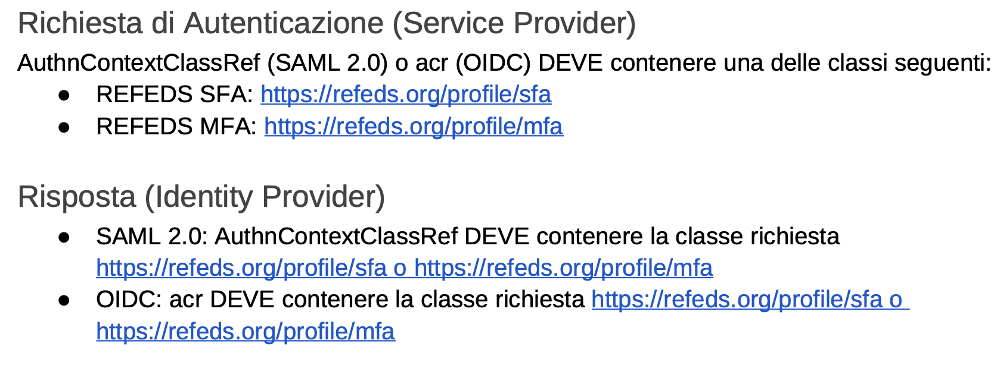 Richiesta di Autenticazione (Service Provider)
AuthnContextClassRef (SAML 2.0) o acr (OIDC) DEVE contenere una delle classi seguenti:
● REFEDS SFA: https://refeds.org/profile/sfa
● REFEDS MFA: https://refeds.org/profile/mfa
Risposta (Identity Provider)
● SAML 2.0: AuthnContextClassRef DEVE contenere la classe richiesta
https://refeds.org/profile/sfa o https://refeds.org/profile/mfa
● OIDC: acr DEVE contenere la classe richiesta https://refeds.org/profile/sfa o
https://refeds.org/profile/mfa